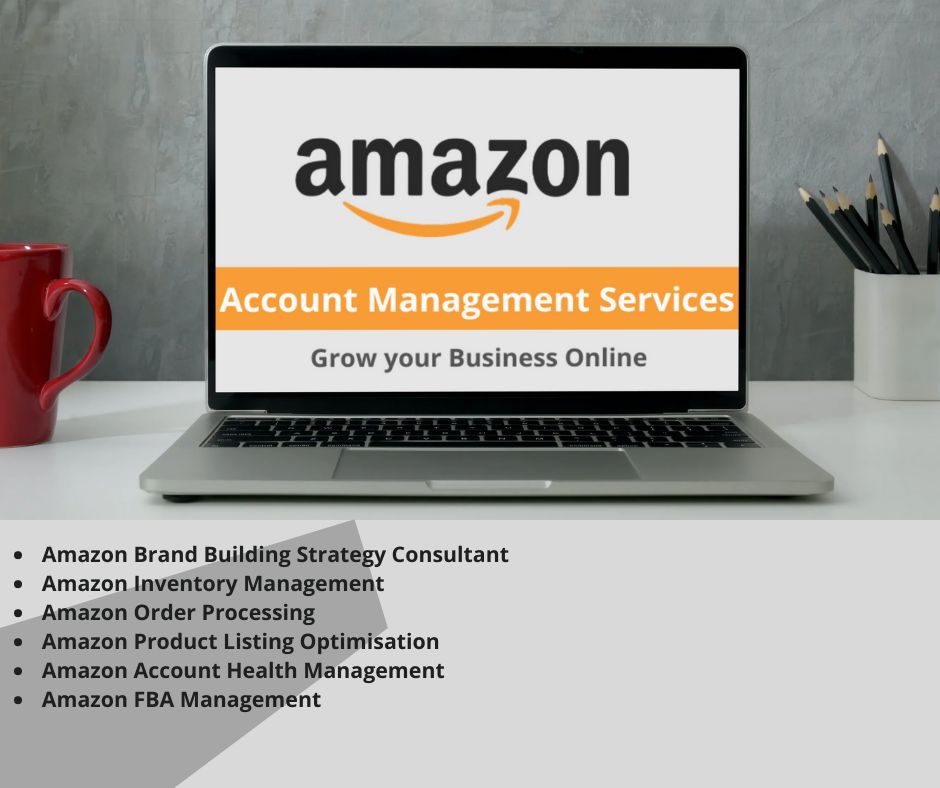 amazon
Account Management Services
Grow your Business Online
• Amazon Brand Building Strategy Consultant
• Amazon Inventory Management
• Amazon Order Processing
• Amazon Product Listing Optimisation
• Amazon Account Health Management
• Amazon FBA Management